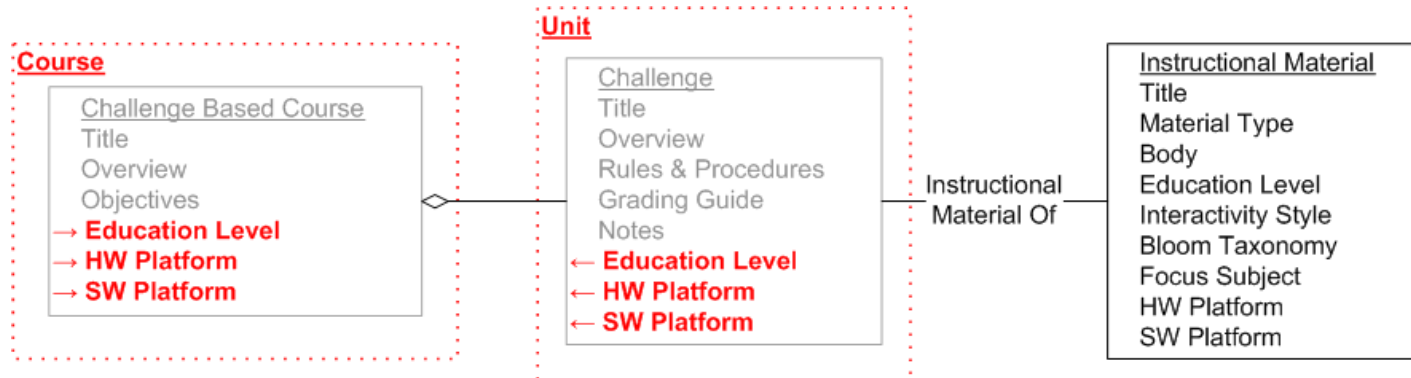 Course
Challenge Based Course
Title
Overview
Objectives
→ Education Level
→ HW Platform
→ SW Platform
Unit
Challenge
Title
Overview
Rules & Procedures
Grading Guide
Notes
← Education Level
← HW Platform
← SW Platform
Instructional
Material Of
Instructional Material
Title
Material Type
Body
Education Level
Interactivity Style
Bloom Taxonomy
Focus Subject
HW Platform
SW Platform